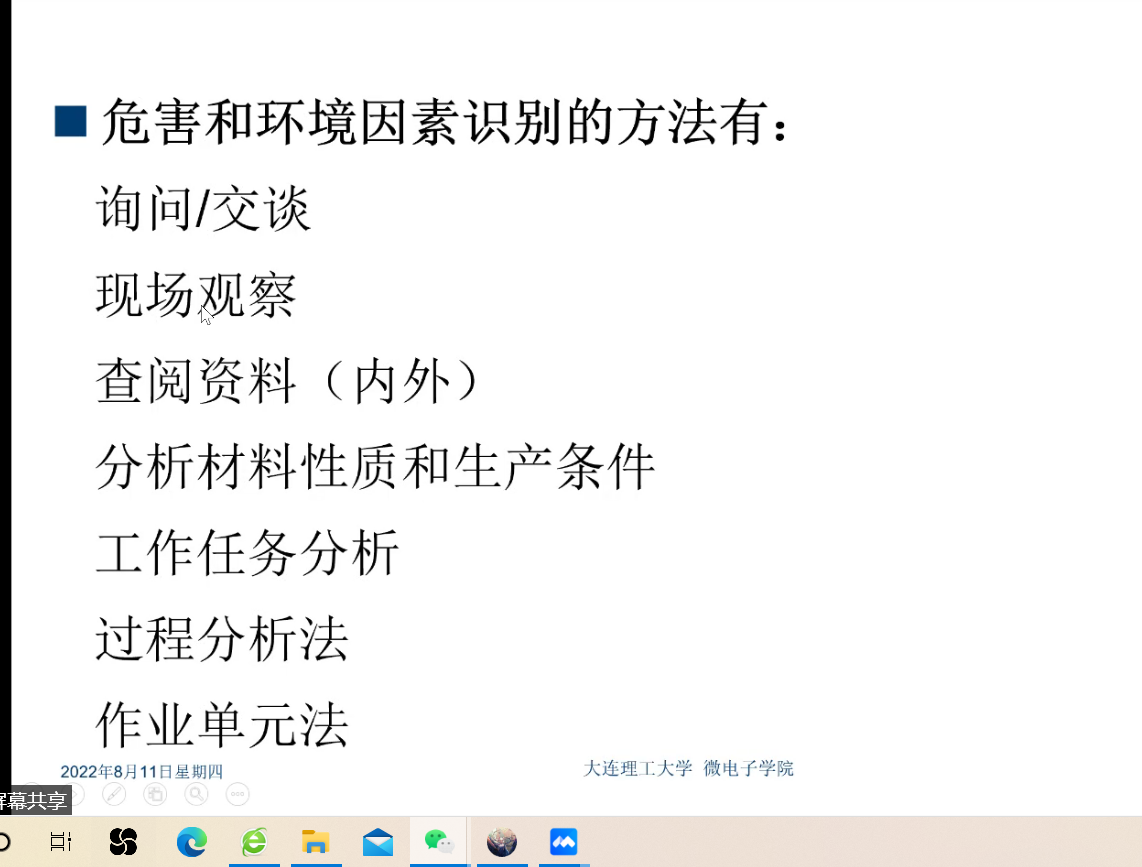 危害和环境因素识别的方法有：
询问/交谈
现场观察
查阅资料（内外）
分析材料性质和生产条件
工作任务分析
过程分析法
作业单元法
2022年8月11日星期四
大连理工大学 微电子学院
屏幕共享